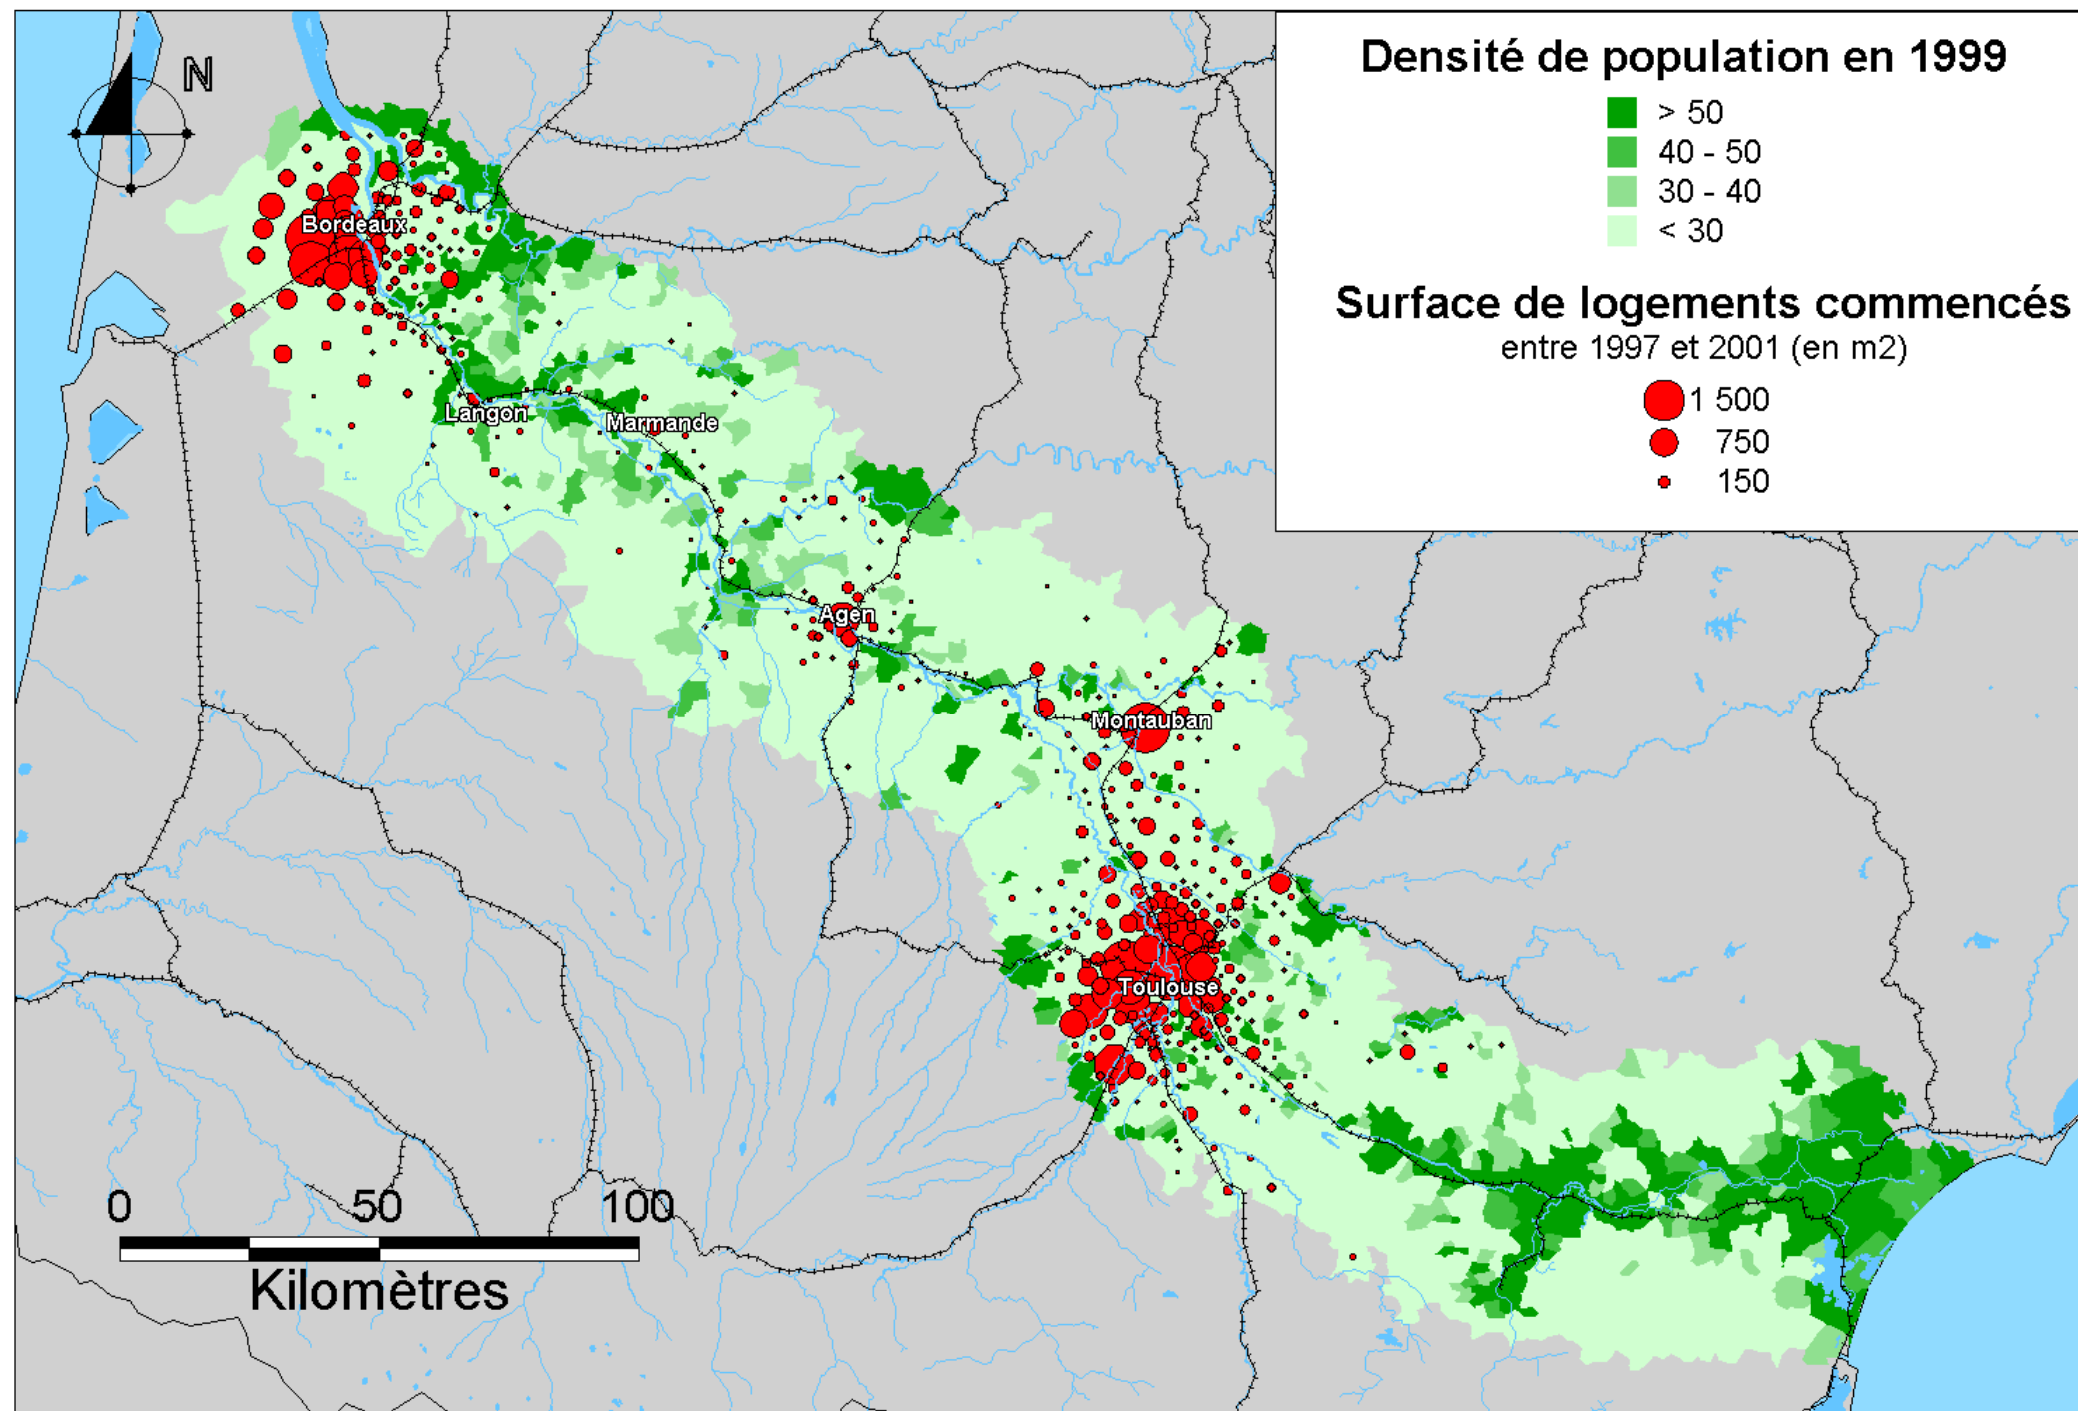 N
Densité de population en 1999
> 50
40 - 50
30 - 40
< 30
Surface de logements commencés
entre 1997 et 2001 (en m2)
1 500
750
150
Bordeaux
Langon
Marmande
Agen
Montauban
Toulouse
0 50 100
Kilomètres